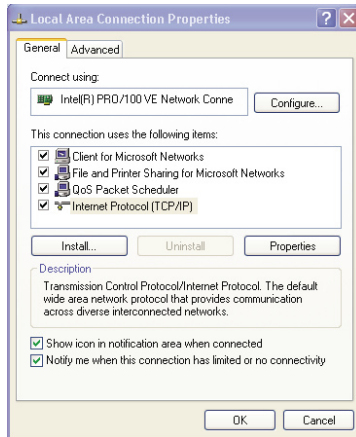 Local Area Connection Properties
General Advanced
Connect using:
Intel(R) PRO/100 VE Network Conne
Configure...
This connection uses the following items:
Client for Microsoft Networks
File and Printer Sharing for Microsoft Networks
QoS Packet Scheduler
Internet Protocol (TCP/IP)
Install... Uninstall Properties
Description
Transmission Control Protocol/Internet Protocol. The default
wide area network protocol that provides communication
across diverse interconnected networks.
Show icon in notification area when connected
Notify me when this connection has limited or no connectivity
OK Cancel